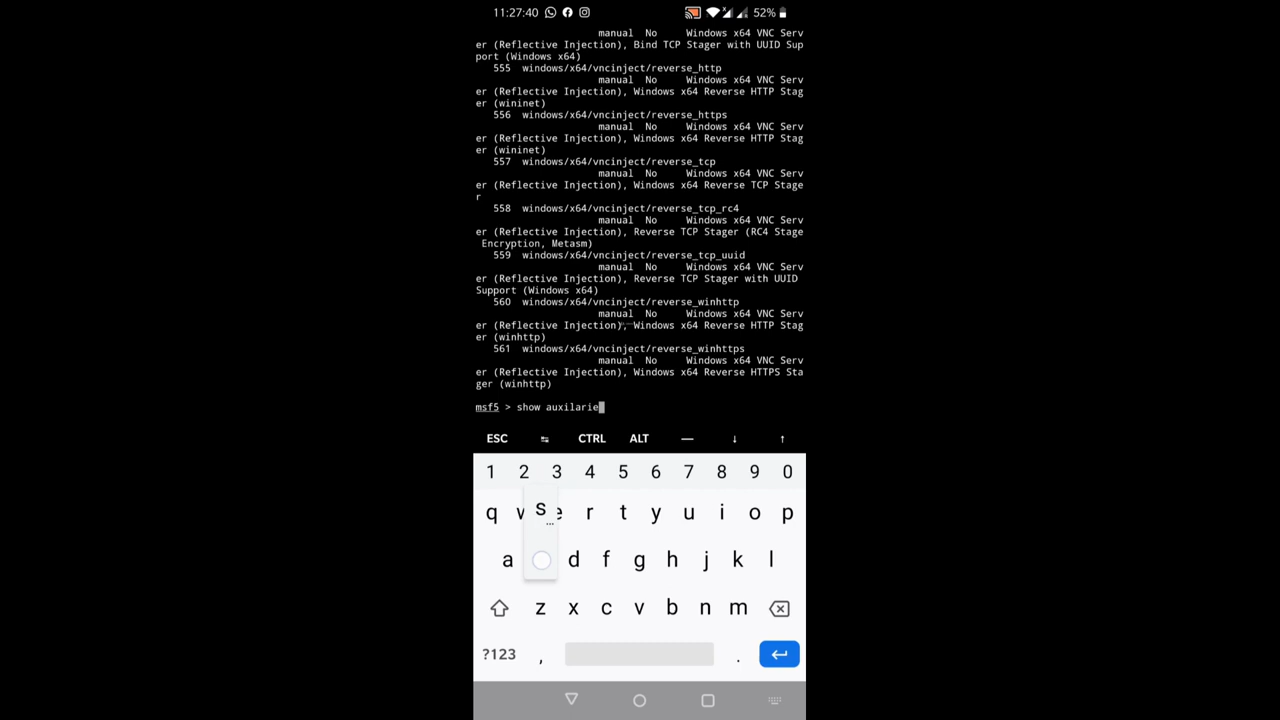 11:27:40 52%
manual No Windows x64 VNC Serv
er (Reflective Injection), Bind TCP Stager with UUID Sup
port (Windows x64)
555 windows/x64/vncinject/reverse_http
manual No Windows x64 VNC Serv
er (Reflective Injection), Windows x64 Reverse HTTP Stag
er (wininet)
556 windows/x64/vncinject/reverse_https
manual No Windows x64 VNC Serv
er (Reflective Injection), Windows x64 Reverse HTTP Stag
er (wininet)
557 windows/x64/vncinject/reverse_tcp
manual No Windows x64 VNC Serv
er (Reflective Injection), Windows x64 Reverse TCP Stage
r
558 windows/x64/vncinject/reverse_tcp_rc4
manual No Windows x64 VNC Serv
er (Reflective Injection), Reverse TCP Stager (RC4 Stage
Encryption, Metasm)
559 windows/x64/vncinject/reverse_tcp_uuid
manual No Windows x64 VNC Serv
er (Reflective Injection), Reverse TCP Stager with UUID
Support (Windows x64)
560 windows/x64/vncinject/reverse_winhttp
manual No Windows x64 VNC Serv
er (Reflective Injection), Windows x64 Reverse HTTP Stag
er (winhttp)
561 windows/x64/vncinject/reverse_winhttps
manual No Windows x64 VNC Serv
er (Reflective Injection), Windows x64 Reverse HTTPS Sta
ger (winhttp)
msf5 > show auxilarie
ESC CTRL ALT — ↓ ↑
1 2 3 4 5 6 7 8 9 0
q w s e r t y u i o p
a d f g h j k l
z x c v b n m
?123 , .